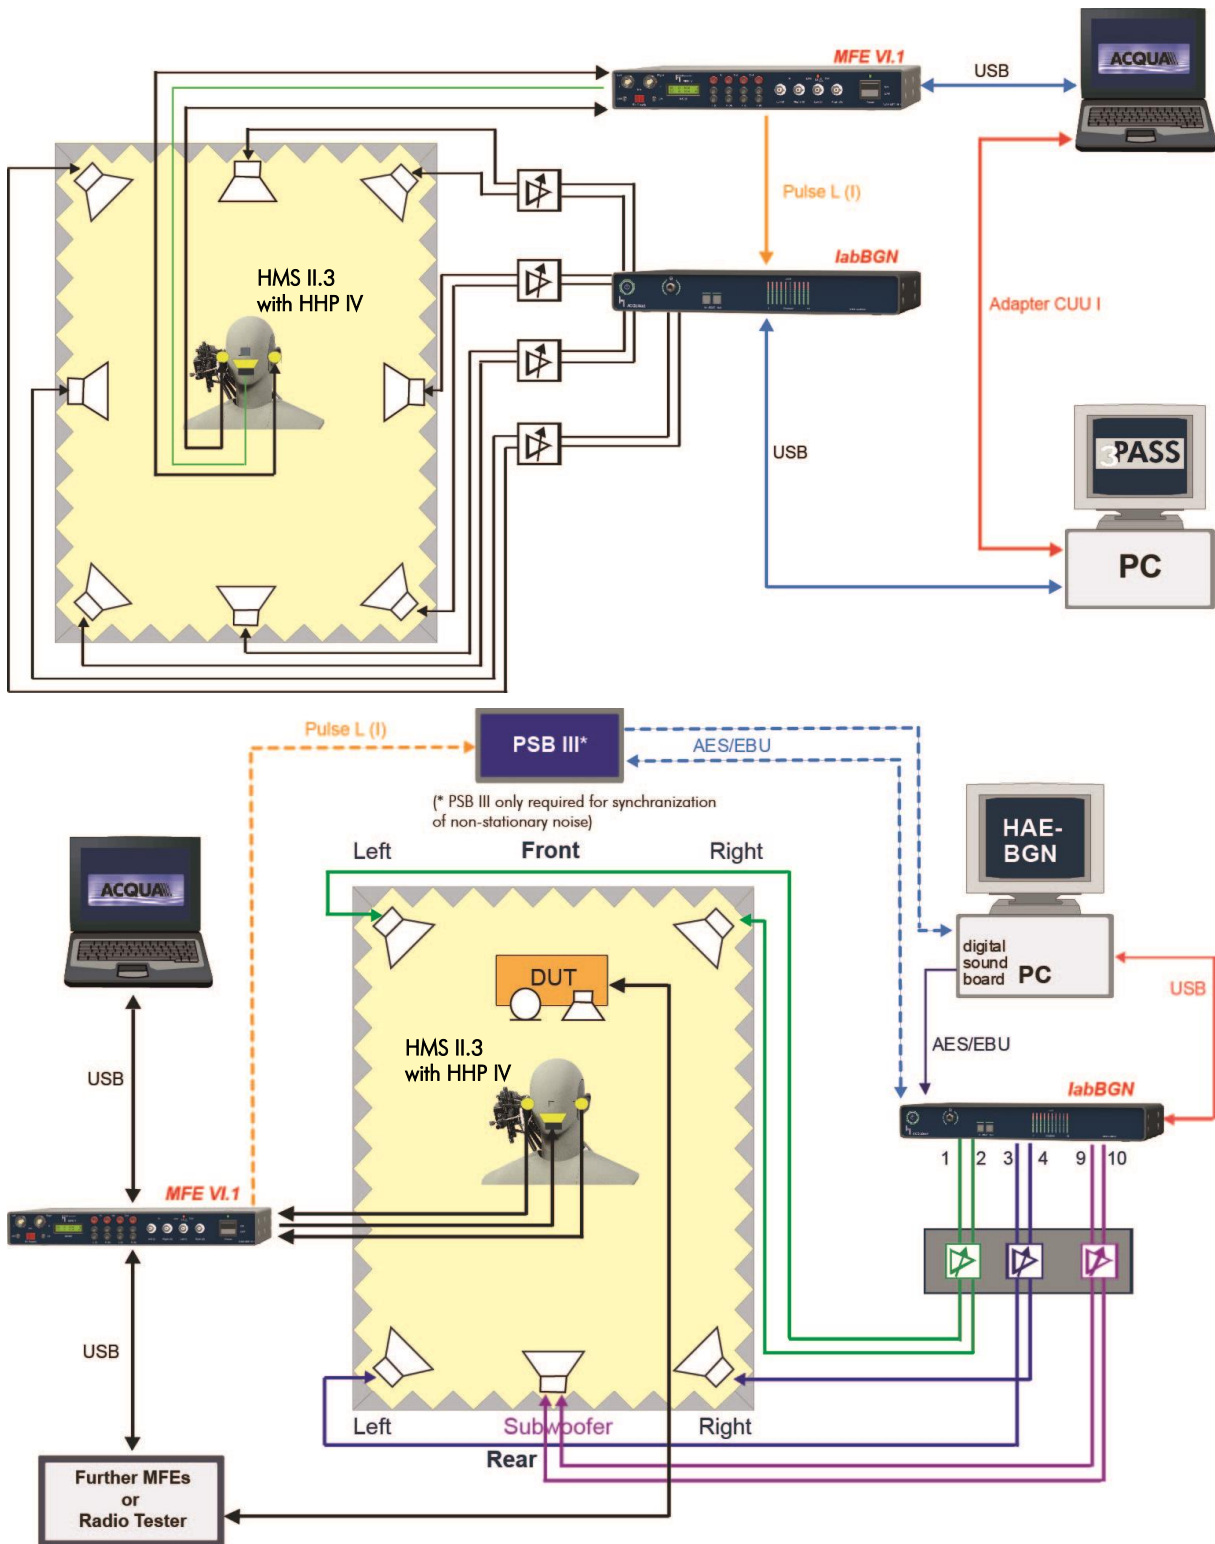 MFE VI.1
USB
ACQUA
Pulse L (I)
labBGN
Adapter CUU I
HMS II.3
with HHP IV
USB
3PASS
PC
Pulse L (I)
PSB III*
AES/EBU
(* PSB III only required for synchranization
of non-stationary noise)
HAE-
BGN
Left
Front
Right
ACQUA
digital
sound
board
PC
DUT
USB
HMS II.3
with HHP IV
AES/EBU
USB
labBGN
1 2 3 4 9 10
MFE VI.1
USB
Left
Subwoofer
Right
Rear
Further MFEs
or
Radio Tester